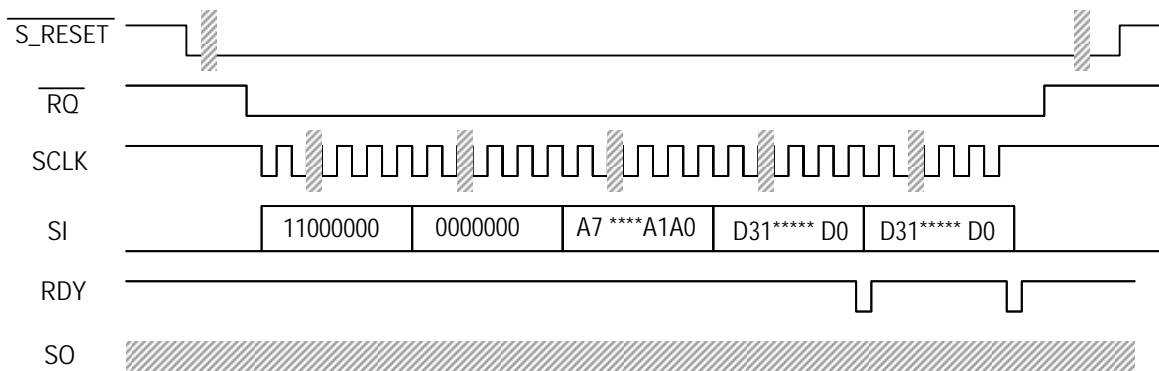 S_RESET
RQ
SCLK
SI 11000000 0000000 A7 ****A1A0 D31***** D0 D31***** D0
RDY
SO